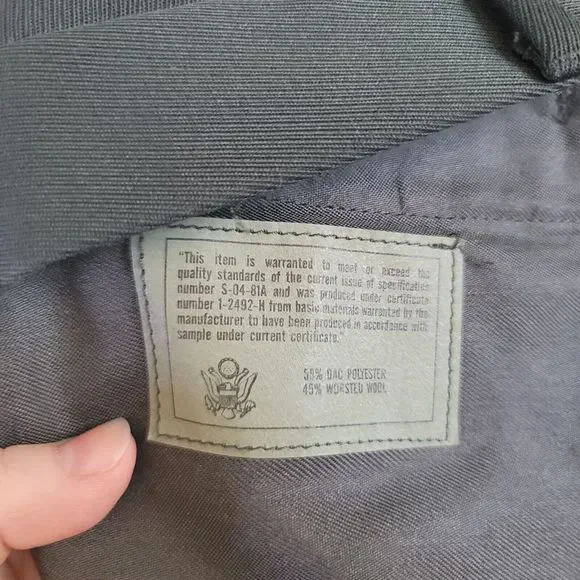 "This item is warranted to meet or exceed the
quality standards of the current issue of specification
number S-04-81A and was produced under certificate
number 1-2492-H from basic materials warranted by the
manufacturer to have been produced in accordance with
sample under current certificate."
55% DAC POLYESTER
45% WORSTED WOOL